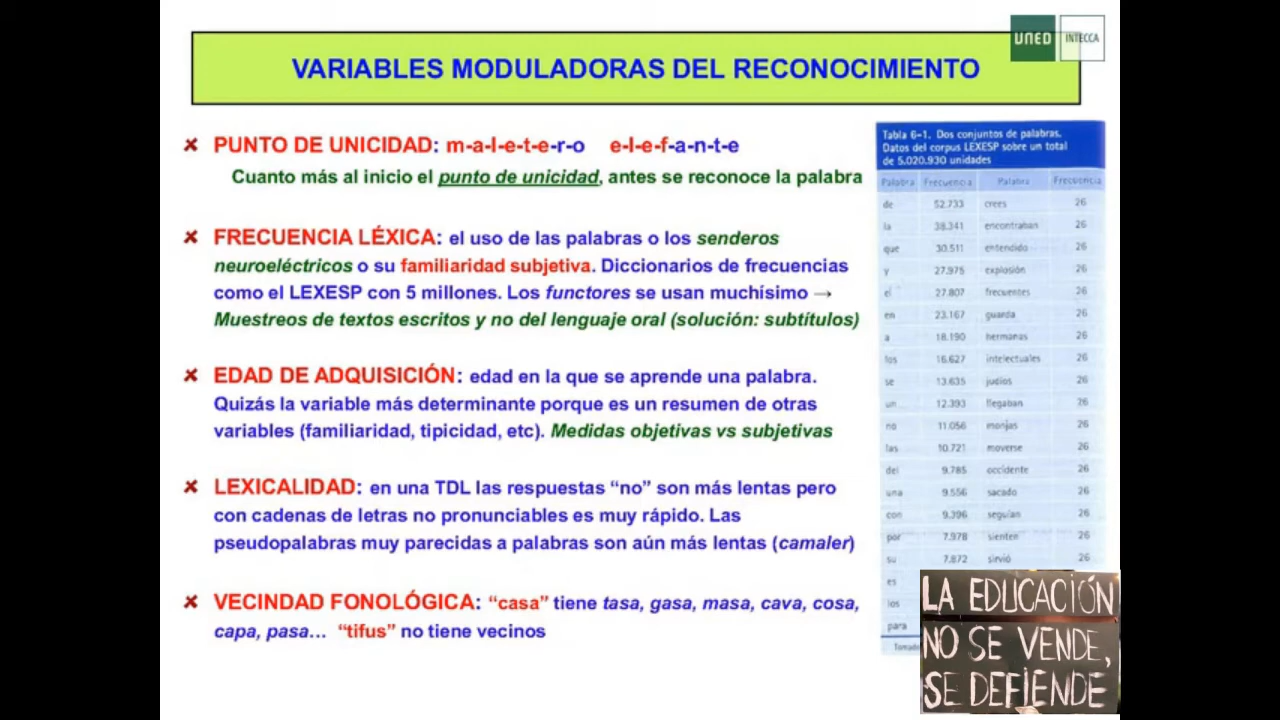 UNED INTECCA
VARIABLES MODULADORAS DEL RECONOCIMIENTO
PUNTO DE UNICIDAD: m-a-l-e-t-e-r-o e-l-e-f-a-n-t-e
Cuanto más al inicio el punto de unicidad, antes se reconoce la palabra
FRECUENCIA LÉXICA: el uso de las palabras o los senderos
neuroeléctricos o su familiaridad subjetiva. Diccionarios de frecuencias
como el LEXESP con 5 millones. Los functores se usan muchísimo →
Muestreos de textos escritos y no del lenguaje oral (solución: subtítulos)
EDAD DE ADQUISICIÓN: edad en la que se aprende una palabra.
Quizás la variable más determinante porque es un resumen de otras
variables (familiaridad, tipicidad, etc). Medidas objetivas vs subjetivas
LEXICALIDAD: en una TDL las respuestas “no” son más lentas pero
con cadenas de letras no pronunciables es muy rápido. Las
pseudopalabras muy parecidas a palabras son aún más lentas (camaler)
VECINDAD FONOLÓGICA: “casa” tiene tasa, gasa, masa, cava, cosa,
capa, pasa... “tifus” no tiene vecinos
Tabla 6-1. Dos conjuntos de palabras.
Datos del corpus LEXESP sobre un total
de 5.020.930 unidades
Palabra Frecuencia Palabra Frecuencia
de 52.733 crees 26
la 38.341 encontraban 26
que 30.511 entendido 26
y 27.975 explosión 26
el 27.807 frecuentes 26
en 23.167 guarda 26
a 18.190 hermanas 26
los 16.627 intelectuales 26
se 13.635 judíos 26
un 12.393 llegaban 26
no 11.056 monjas 26
las 10.721 moverse 26
del 9.785 occidente 26
una 9.556 sacado 26
con 9.396 seguían 26
por 7.978 sienten 26
su 7.872 sirvió 26
es
los
para
LA EDUCACIÓN
NO SE VENDE,
SE DEFIENDE